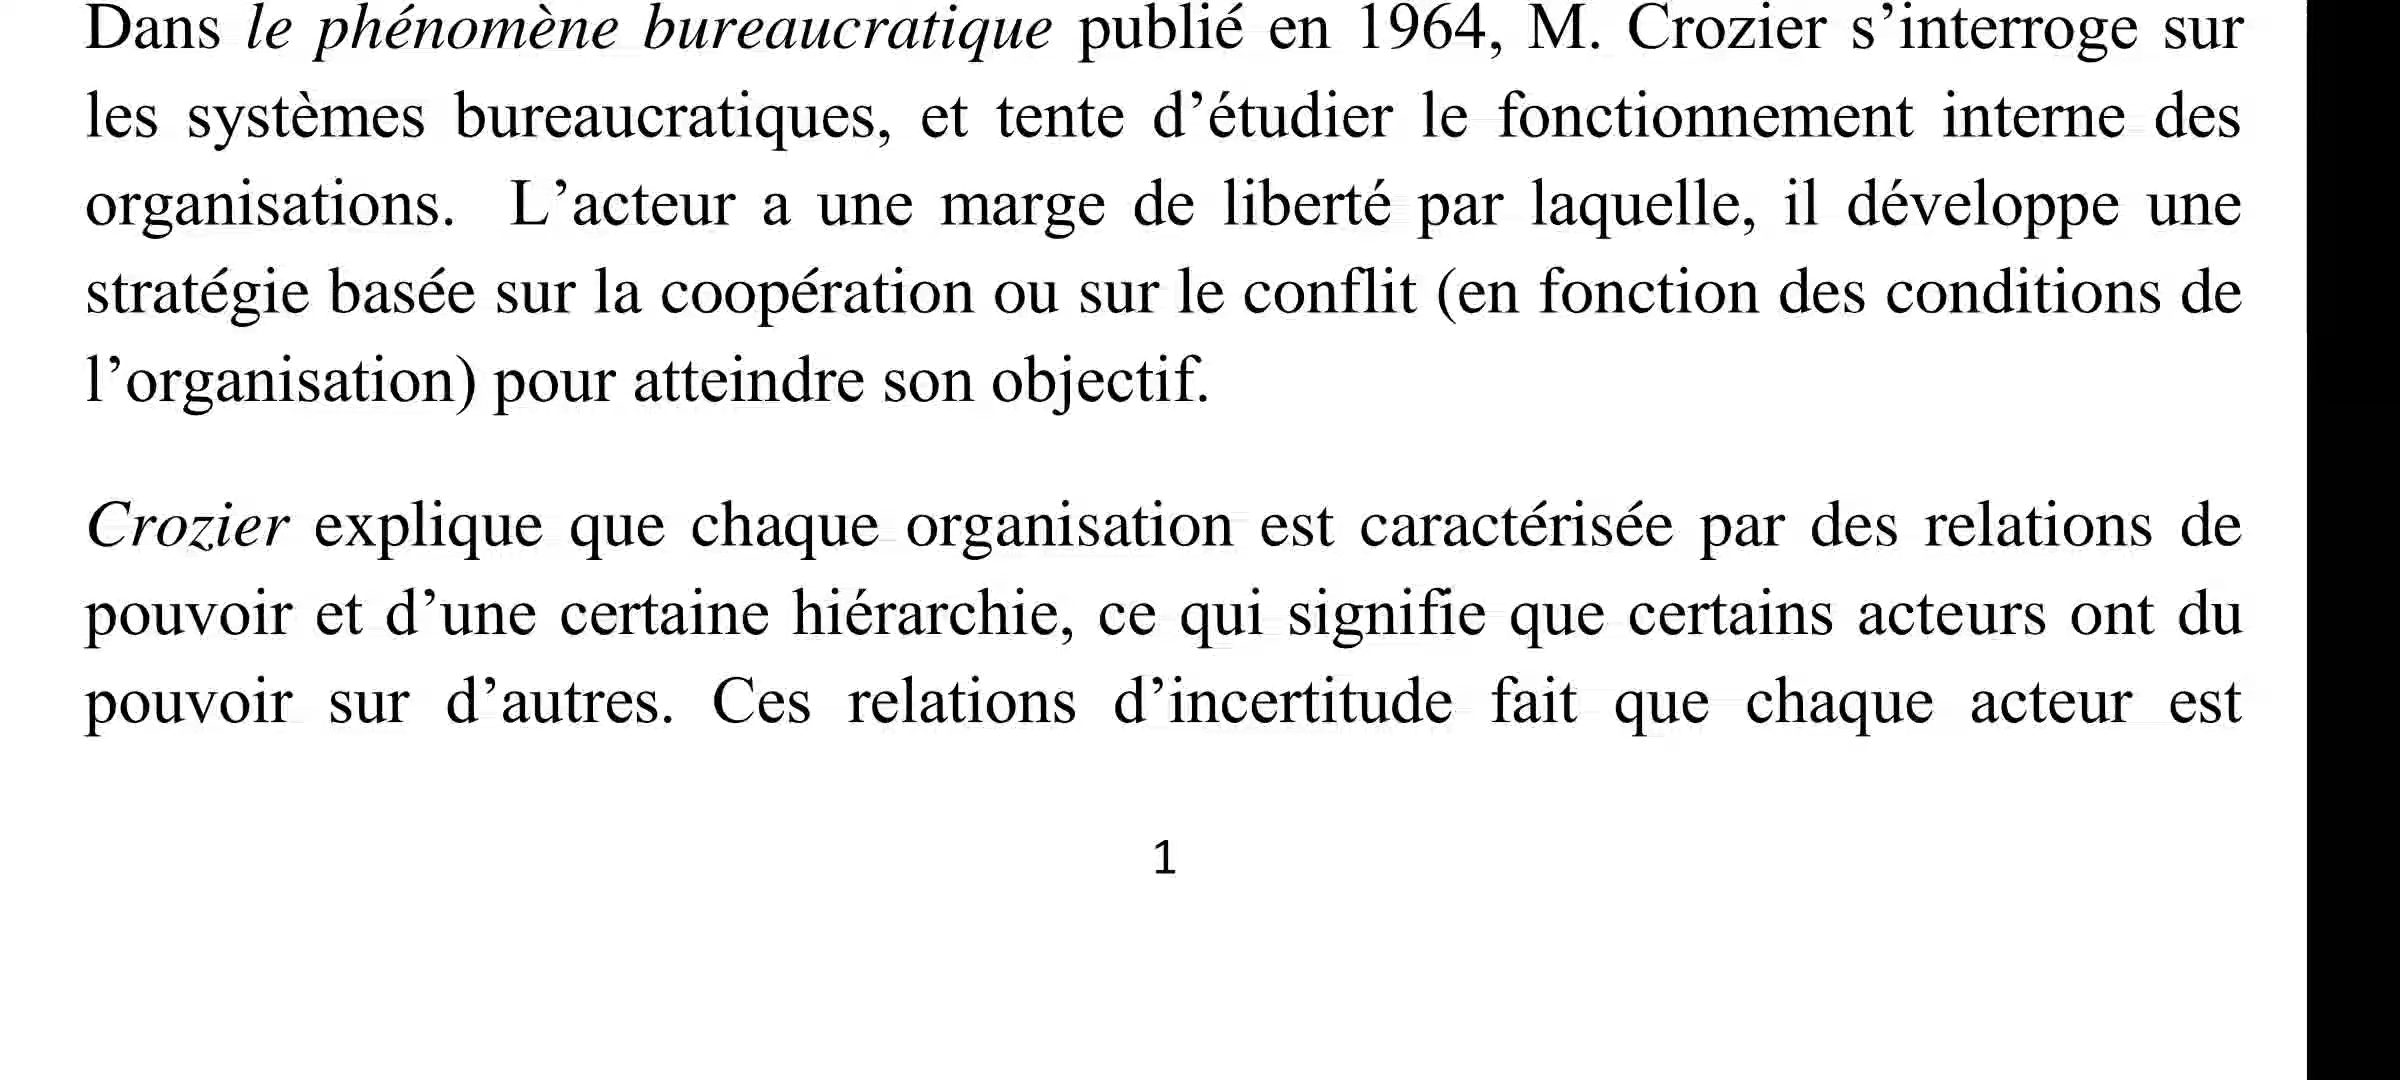 Dans le phénomène bureaucratique publié en 1964, M. Crozier s’interroge sur
les systèmes bureaucratiques, et tente d’étudier le fonctionnement interne des
organisations. L’acteur a une marge de liberté par laquelle, il développe une
stratégie basée sur la coopération ou sur le conflit (en fonction des conditions de
l’organisation) pour atteindre son objectif.
Crozier explique que chaque organisation est caractérisée par des relations de
pouvoir et d’une certaine hiérarchie, ce qui signifie que certains acteurs ont du
pouvoir sur d’autres. Ces relations d’incertitude fait que chaque acteur est
1